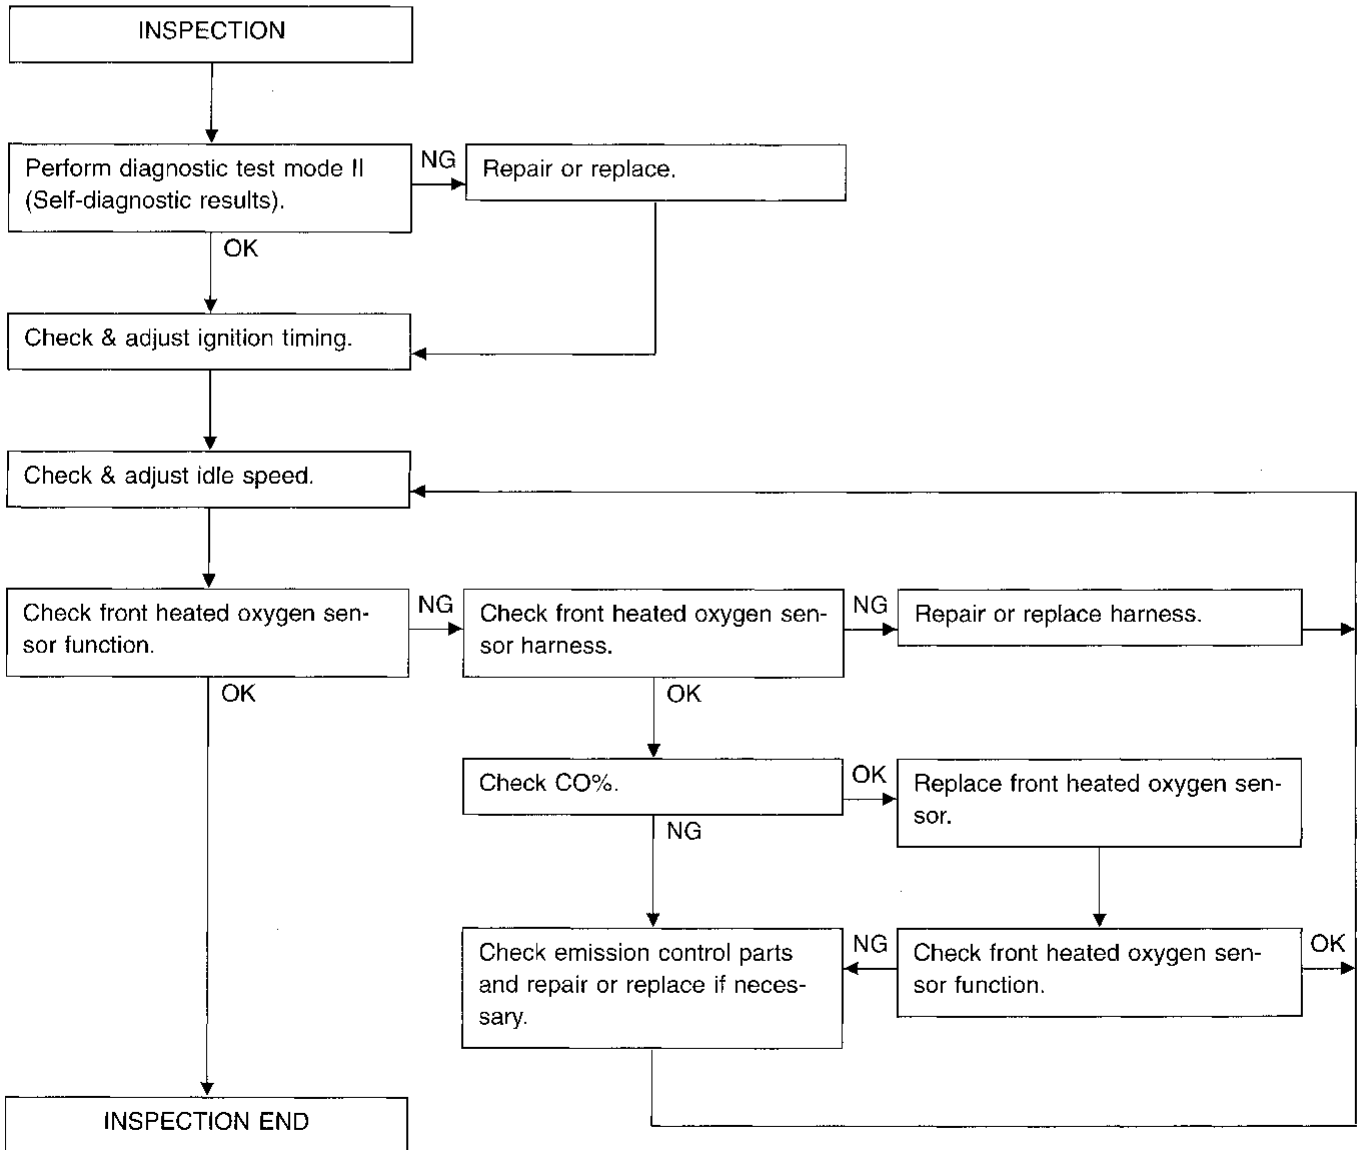 INSPECTION
Perform diagnostic test mode II
(Self-diagnostic results).
NG
Repair or replace.
OK
Check & adjust ignition timing.
Check & adjust idle speed.
Check front heated oxygen sen-
sor function.
NG
Check front heated oxygen sen-
sor harness.
NG
Repair or replace harness.
OK
OK
Check CO%.
OK
Replace front heated oxygen sen-
sor.
NG
Check emission control parts
and repair or replace if neces-
sary.
NG
Check front heated oxygen sen-
sor function.
OK
INSPECTION END